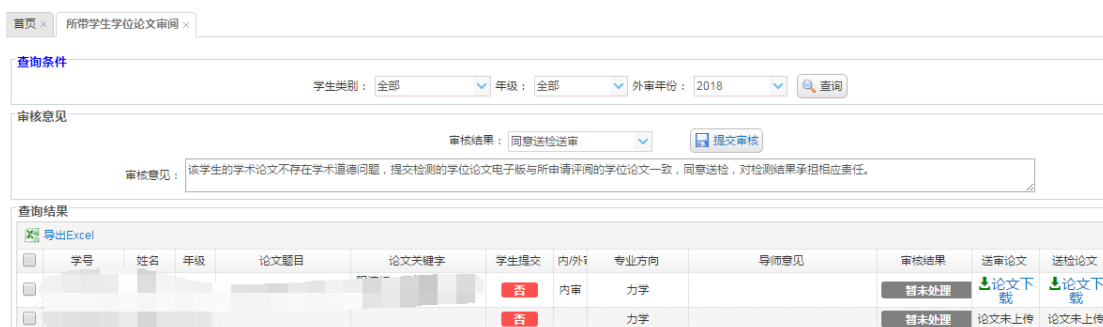 首页 × 所带学生学位论文审阅 ×
查询条件
学生类别： 全部 年级： 全部 外审年份： 2018 查询
审核意见
审核结果： 同意送检送审 提交审核
审核意见： 该学生的学术论文不存在学术道德问题，提交检测的学位论文电子版与所申请评阅的学位论文一致，同意送检，对检测结果承担相应责任。
查询结果
导出Excel
学号 姓名 年级 论文题目 论文关键字 学生提交 内/外 专业方向 导师意见 审核结果 送审论文 送检论文
否 内审 力学 暂未处理 论文下载 论文下载
否 力学 暂未处理 论文未上传 论文未上传